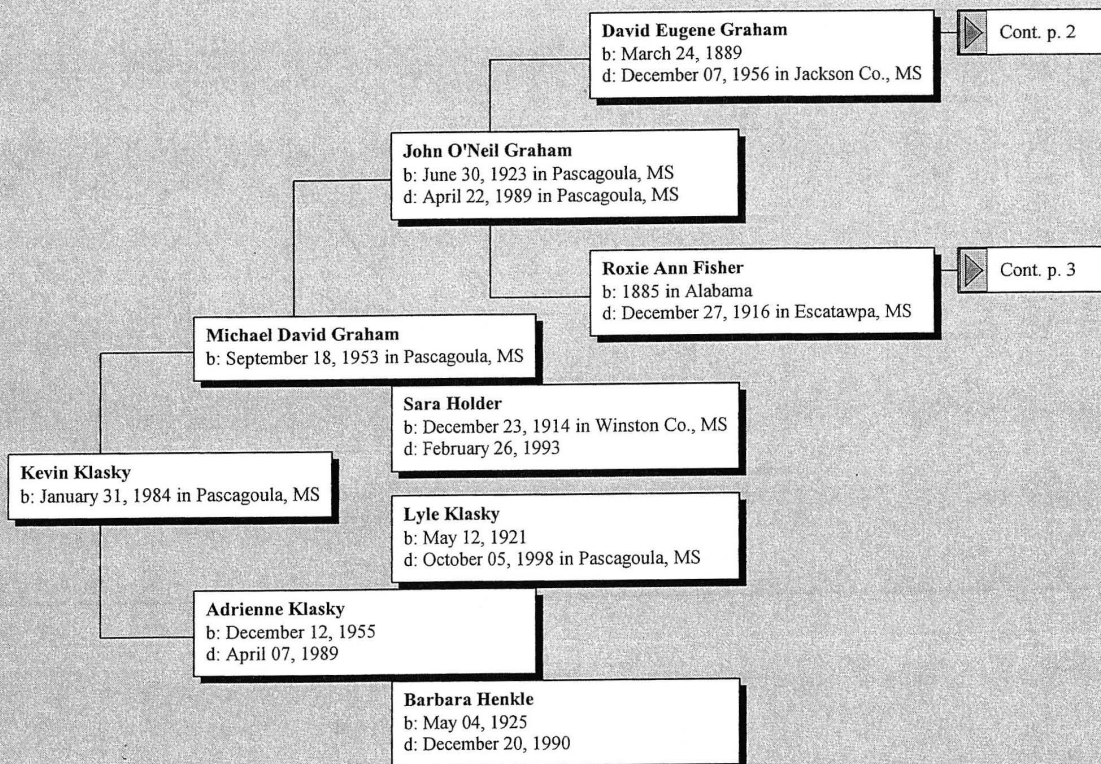 David Eugene Graham
b: March 24, 1889
d: December 07, 1956 in Jackson Co., MS
Cont. p. 2
John O'Neil Graham
b: June 30, 1923 in Pascagoula, MS
d: April 22, 1989 in Pascagoula, MS
Roxie Ann Fisher
b: 1885 in Alabama
d: December 27, 1916 in Escatawpa, MS
Cont. p. 3
Michael David Graham
b: September 18, 1953 in Pascagoula, MS
Sara Holder
b: December 23, 1914 in Winston Co., MS
d: February 26, 1993
Kevin Klasky
b: January 31, 1984 in Pascagoula, MS
Lyle Klasky
b: May 12, 1921
d: October 05, 1998 in Pascagoula, MS
Adrienne Klasky
b: December 12, 1955
d: April 07, 1989
Barbara Henkle
b: May 04, 1925
d: December 20, 1990